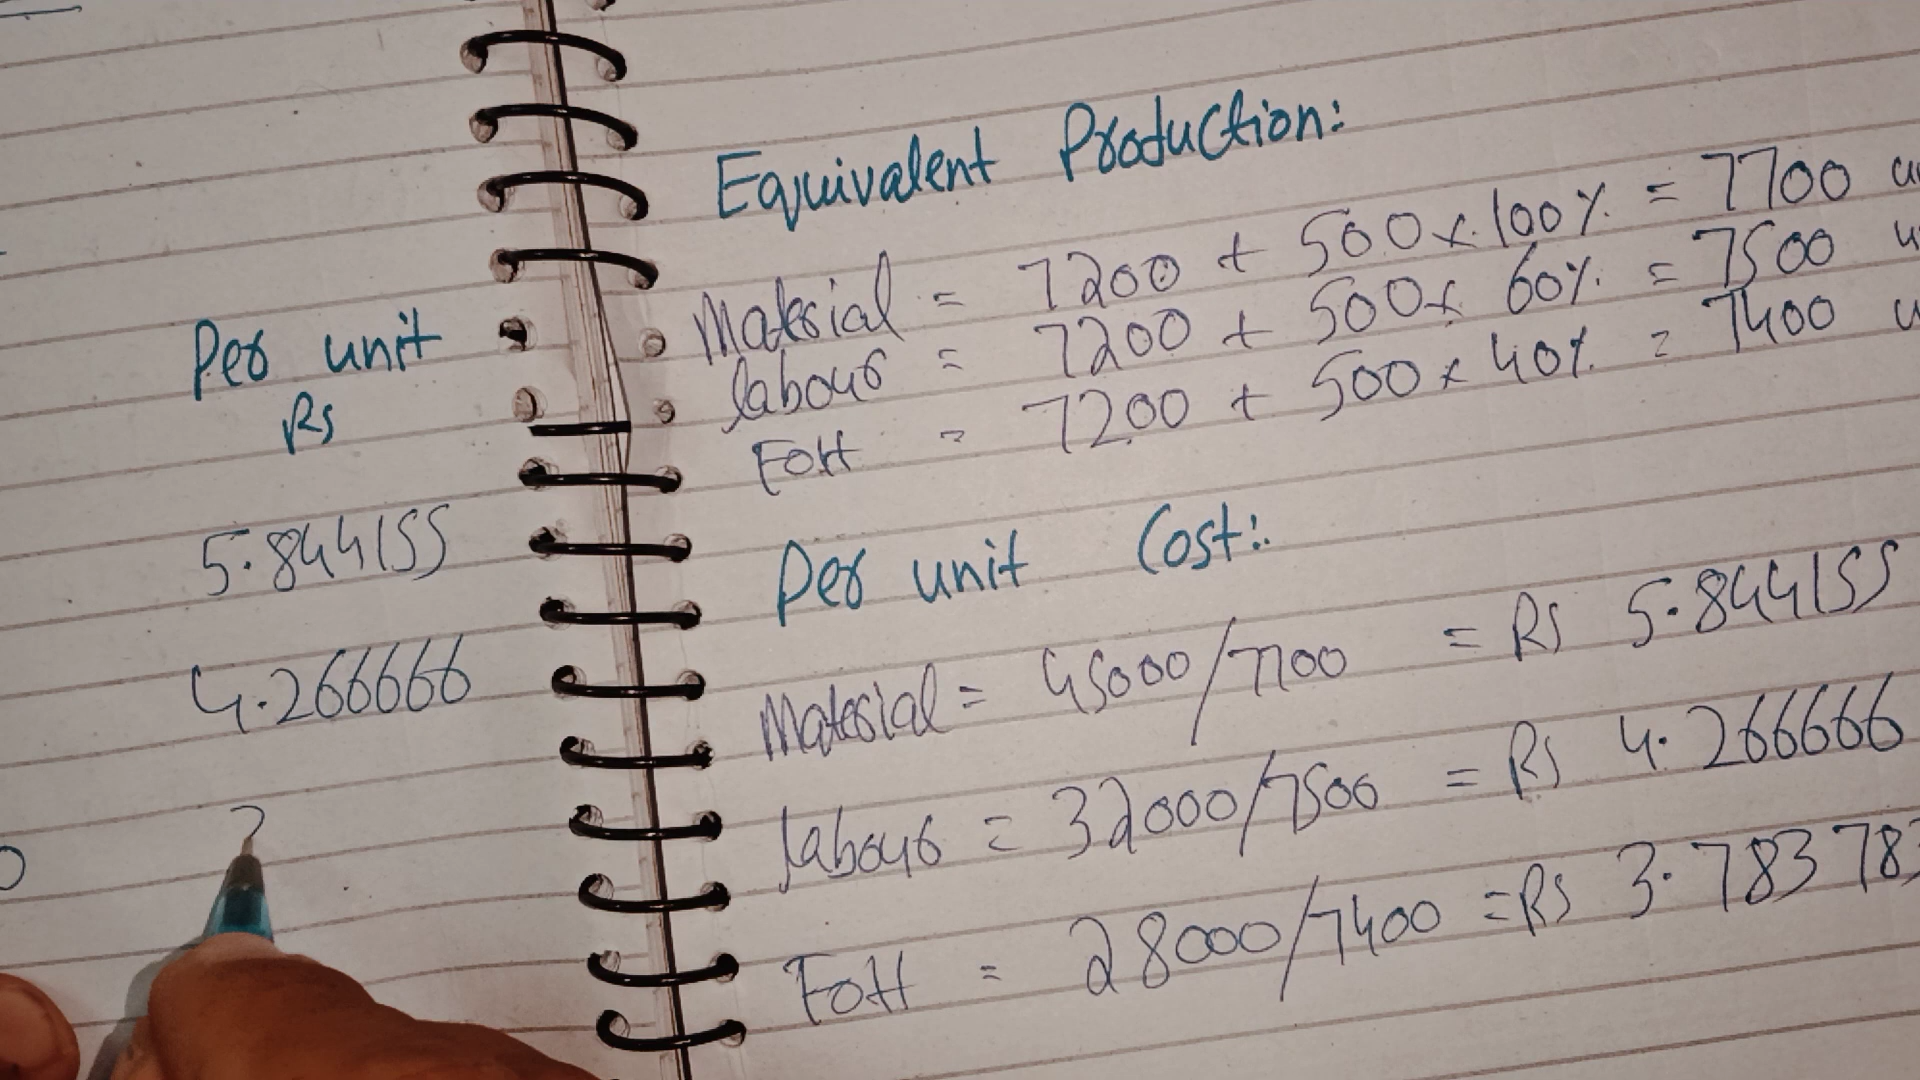 Per unit
Rs
5.844155
4.266666
Equivalent Production:
Material = 7200 + 500 x 100% = 7700
labour = 7200 + 500 x 60% = 7500
FOH = 7200 + 500 x 40% = 7400
Per unit Cost:
Material = 45000/7700 = Rs 5.844155
labour = 32000/7500 = Rs 4.266666
FOH = 28000/7400 = Rs 3.783783